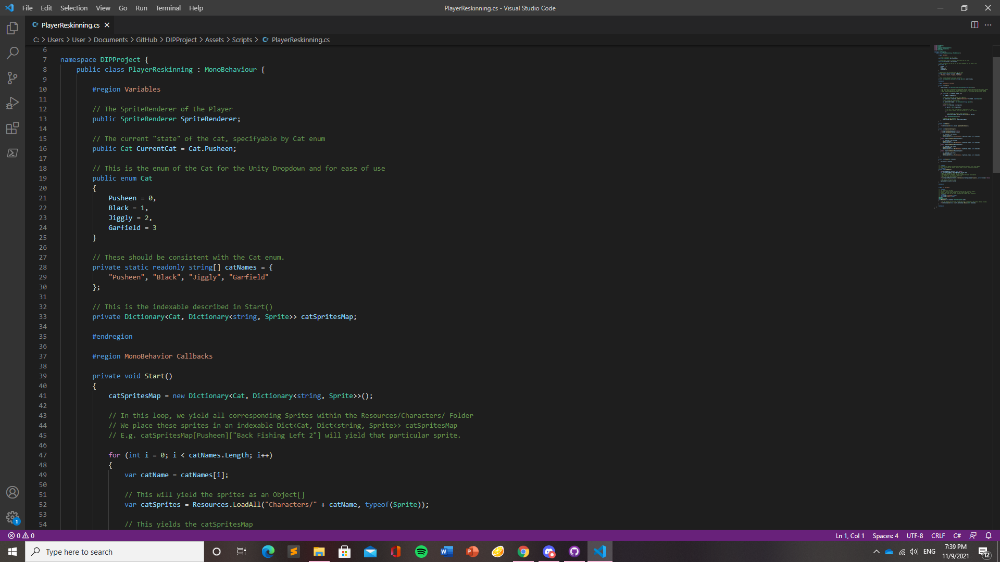 File Edit Selection View Go Run Terminal Help
PlayerReskinning.cs - Visual Studio Code
PlayerReskinning.cs
C: > Users > User > Documents > GitHub > DIPProject > Assets > Scripts > PlayerReskinning.cs
6
7 namespace DIPProject {
8 public class PlayerReskinning : MonoBehaviour {
9
10 #region Variables
11
12 // The SpriteRenderer of the Player
13 public SpriteRenderer SpriteRenderer;
14
15 // The current "state" of the cat, specifyable by Cat enum
16 public Cat CurrentCat = Cat.Pusheen;
17
18 // This is the enum of the Cat for the Unity Dropdown and for ease of use
19 public enum Cat
20 {
21 Pusheen = 0,
22 Black = 1,
23 Jiggly = 2,
24 Garfield = 3
25 }
26
27 // These should be consistent with the Cat enum.
28 private static readonly string[] catNames = {
29 "Pusheen", "Black", "Jiggly", "Garfield"
30 };
31
32 // This is the indexable described in Start()
33 private Dictionary<Cat, Dictionary<string, Sprite>> catSpritesMap;
34
35 #endregion
36
37 #region MonoBehavior Callbacks
38
39 private void Start()
40 {
41 catSpritesMap = new Dictionary<Cat, Dictionary<string, Sprite>>();
42
43 // In this loop, we yield all corresponding Sprites within the Resources/Characters/ Folder
44 // We place these sprites in an indexable Dict<Cat, Dict<string, Sprite>> catSpritesMap
45 // E.g. catSpritesMap[Pusheen]["Back Fishing Left 2"] will yield that particular sprite.
46
47 for (int i = 0; i < catNames.Length; i++)
48 {
49 var catName = catNames[i];
50
51 // This will yield the sprites as an Object[]
52 var catSprites = Resources.LoadAll("Characters/" + catName, typeof(Sprite));
53
54 // This yields the catSpritesMap
1
0 0
Ln 1, Col 1 Spaces: 4 UTF-8 CRLF C#
Type here to search
ENG
7:39 PM
11/9/2021
12